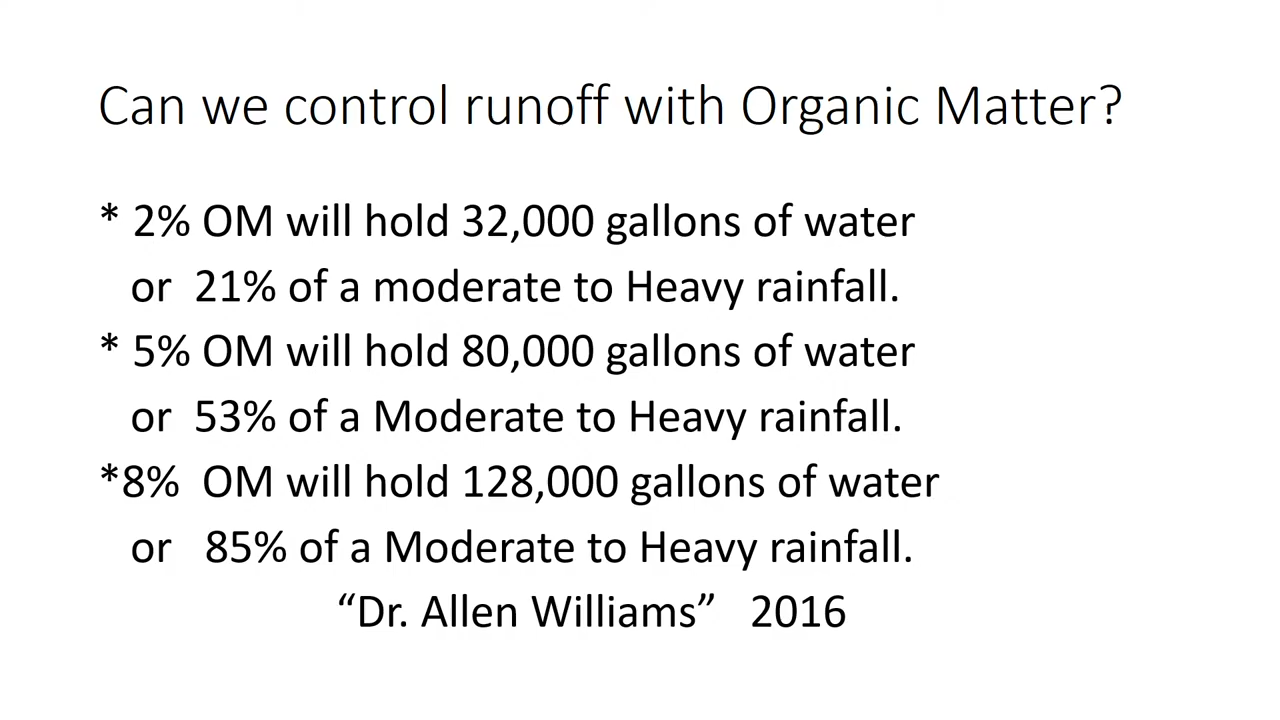 Can we control runoff with Organic Matter?
* 2% OM will hold 32,000 gallons of water
or 21% of a moderate to Heavy rainfall.
* 5% OM will hold 80,000 gallons of water
or 53% of a Moderate to Heavy rainfall.
*8% OM will hold 128,000 gallons of water
or 85% of a Moderate to Heavy rainfall.
“Dr. Allen Williams” 2016